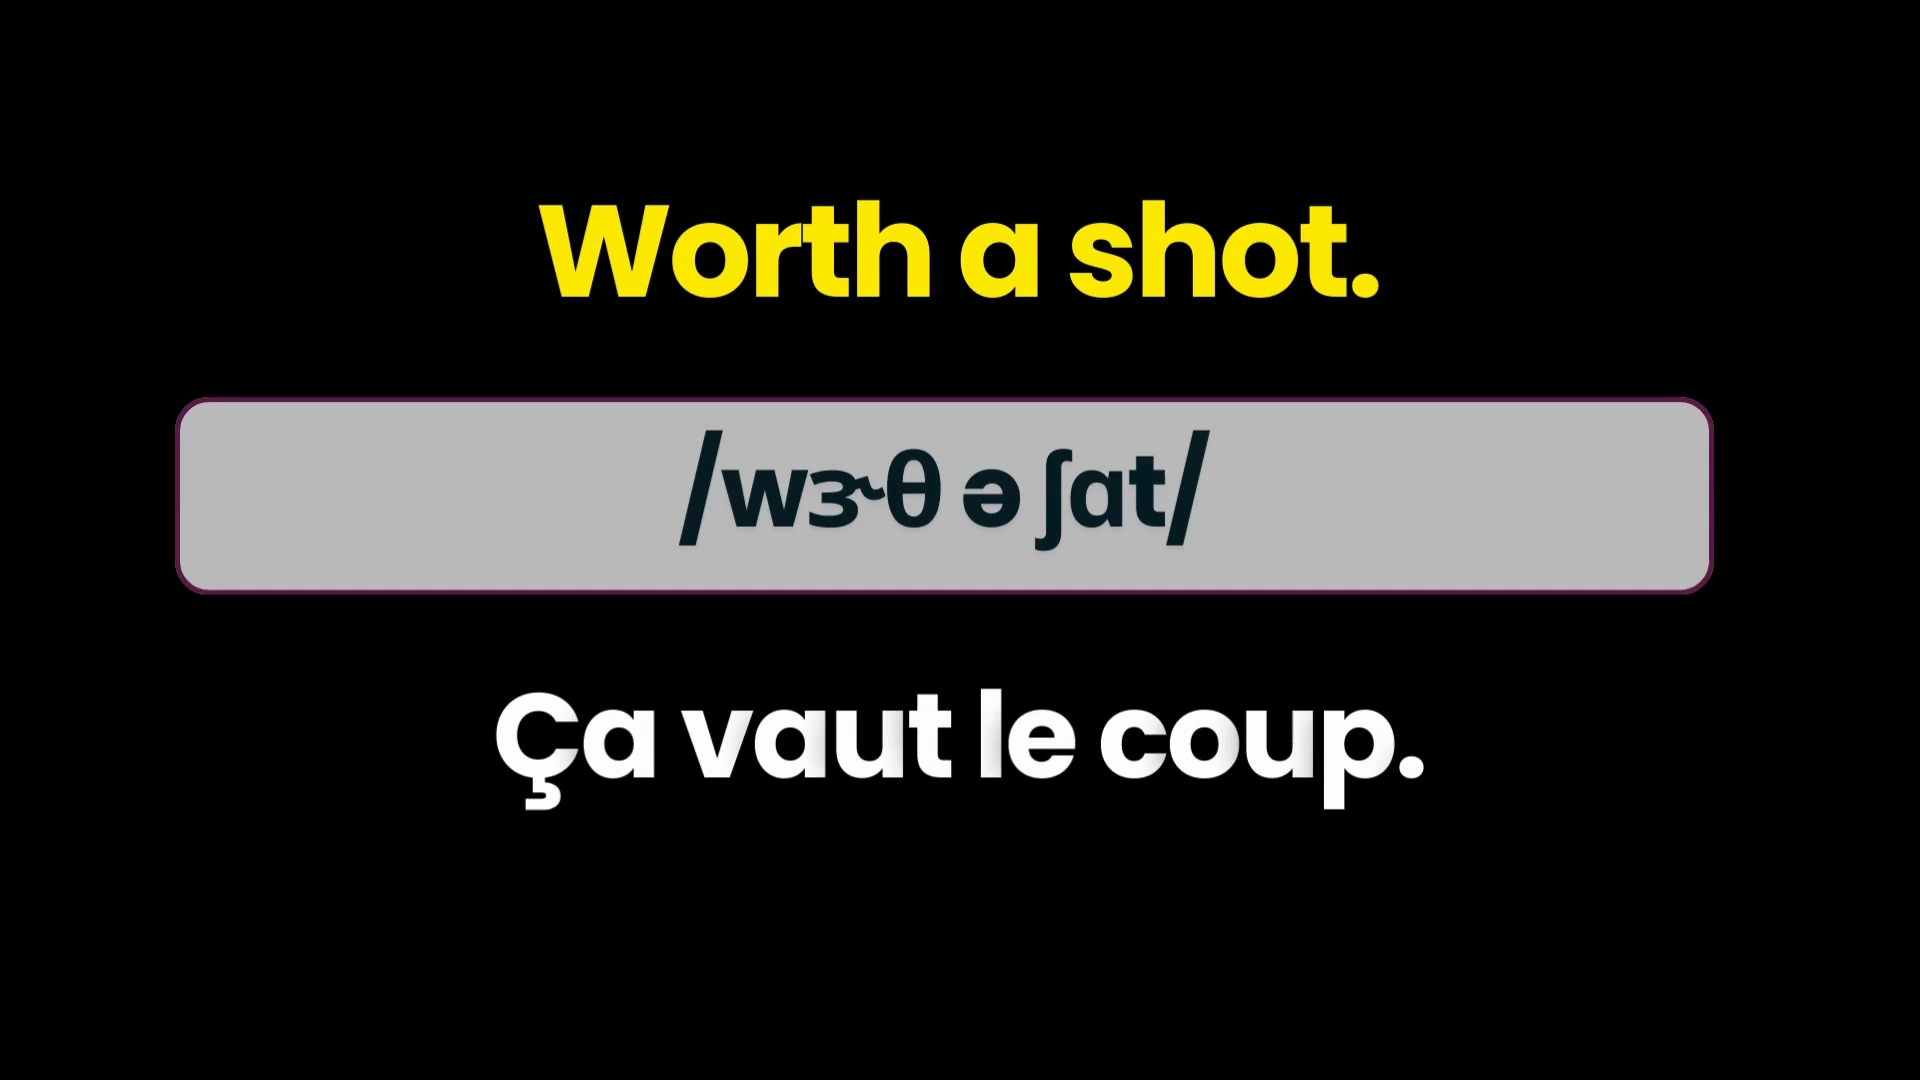 Worth a shot.
/wɝθ ə ʃɑt/
Ça vaut le coup.